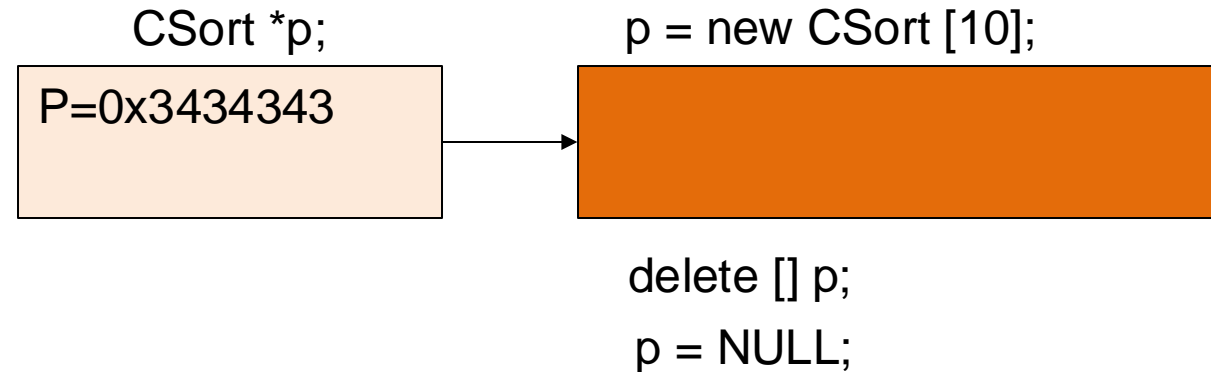 CSort *p;
p = new CSort [10];
P=0x3434343
delete [] p;
p = NULL;